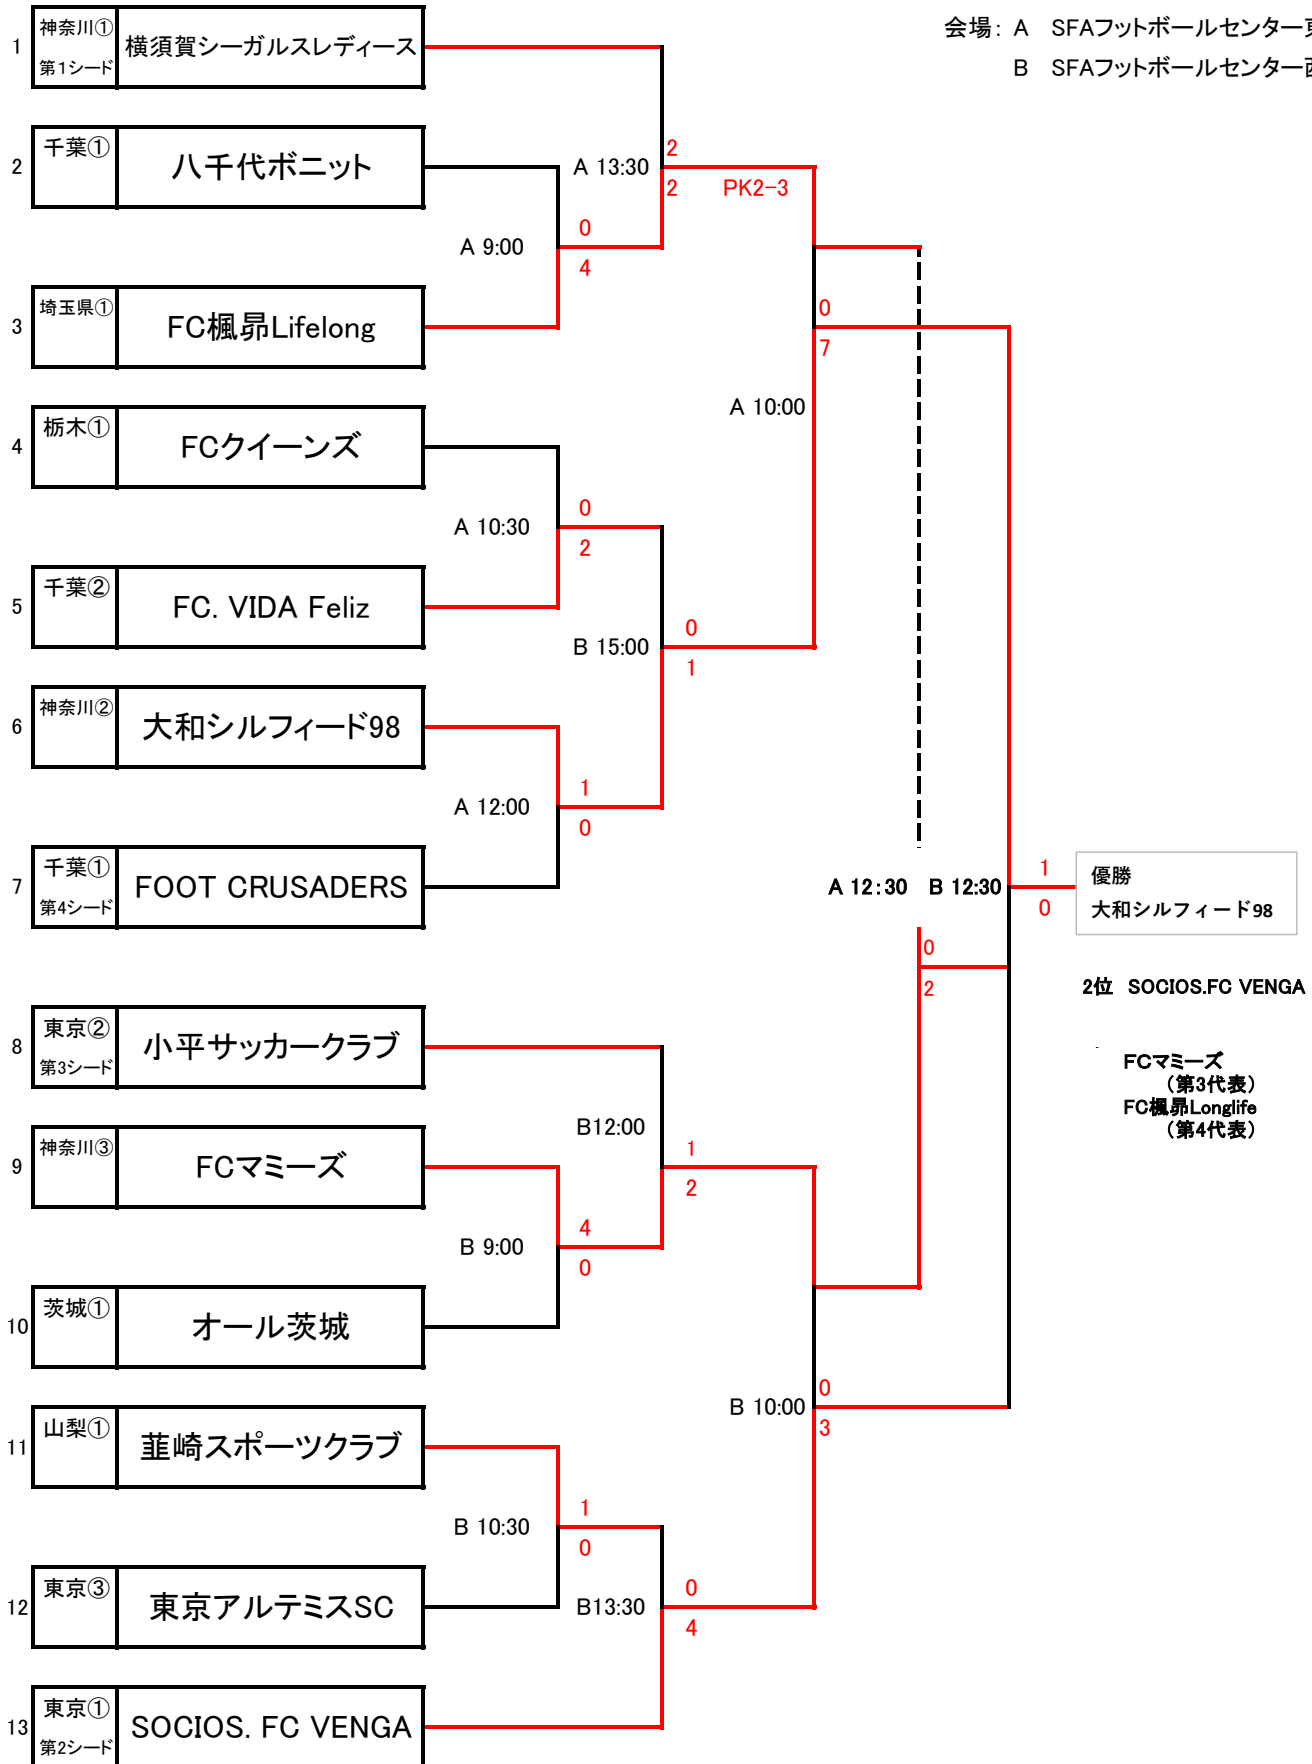 会場: A SFAフットボールセンター東
B SFAフットボールセンター西
1 神奈川① 第1シード 横須賀シーガルスレディース
2 千葉① 八千代ボニット
A 13:30 2
2 PK2-3
A 9:00 0
4
3 埼玉県① FC楓昴Lifelong
0
7
A 10:00
4 栃木① FCクイーンズ
A 10:30 0
2
5 千葉② FC. VIDA Feliz
B 15:00 0
1
6 神奈川② 大和シルフィード98
A 12:00 1
0
7 千葉① 第4シード FOOT CRUSADERS
A 12:30 B 12:30 1
0
優勝
大和シルフィード98
0
2
2位 SOCIOS.FC VENGA
8 東京② 第3シード 小平サッカークラブ
FCマミーズ
(第3代表)
FC楓昴Longlife
(第4代表)
B12:00 1
2
9 神奈川③ FCマミーズ
B 9:00 4
0
10 茨城① オール茨城
B 10:00 0
3
11 山梨① 韮崎スポーツクラブ
B 10:30 1
0
12 東京③ 東京アルテミスSC
B13:30 0
4
13 東京① 第2シード SOCIOS. FC VENGA